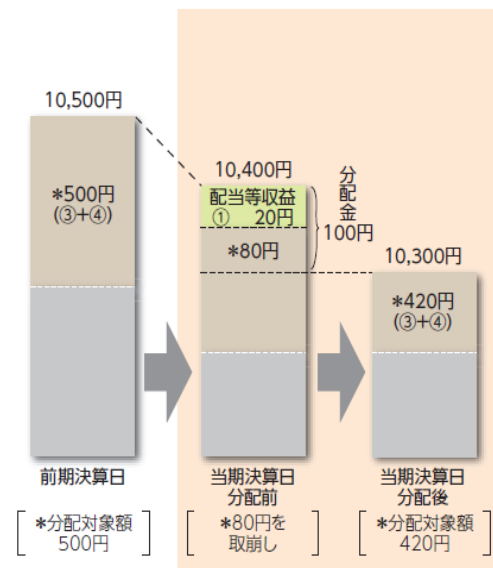 10,500円
*500円
(③+④)
前期決算日
*分配対象額
500円
10,400円
配当等収益
① 20円
*80円
分配金
100円
当期決算日
分配前
*80円を
取崩し
10,300円
*420円
(③+④)
当期決算日
分配後
*分配対象額
420円